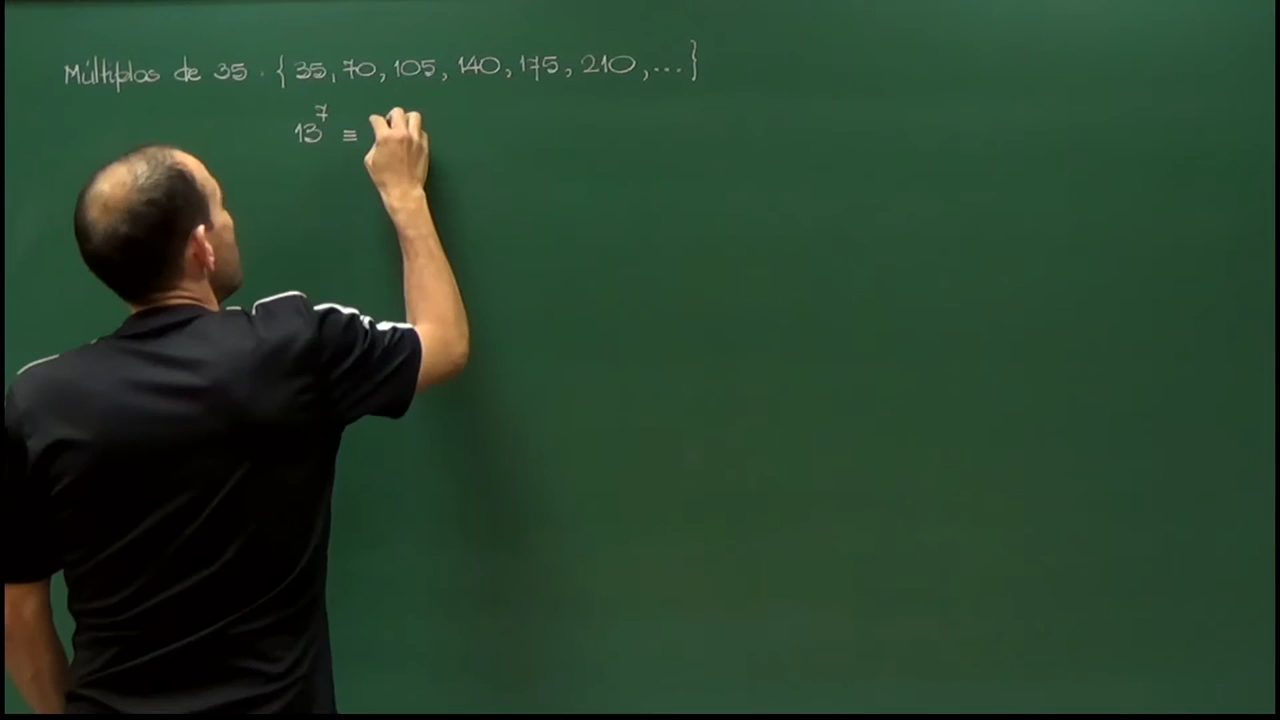 Múltiplos de 35 : { 35, 70, 105, 140, 175, 210, ... }
13⁷ ≡